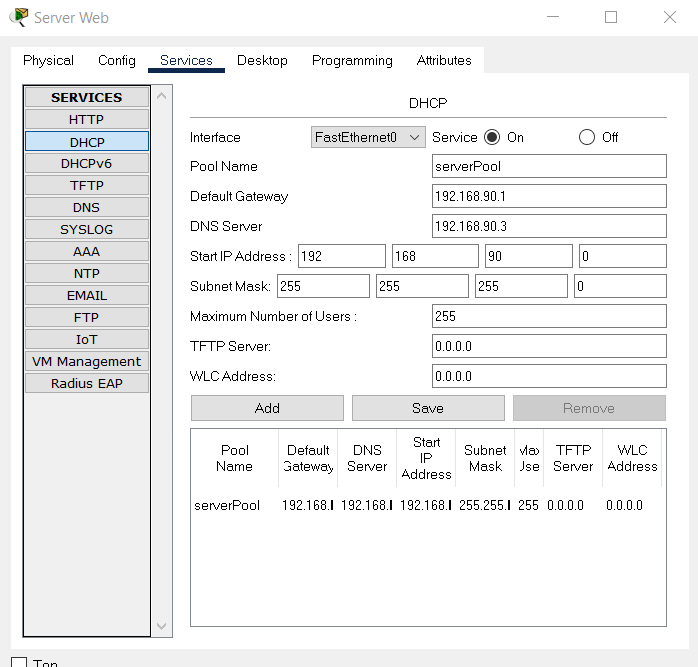 Server Web
Physical Config Services Desktop Programming Attributes
SERVICES
HTTP
DHCP
DHCPv6
TFTP
DNS
SYSLOG
AAA
NTP
EMAIL
FTP
IoT
VM Management
Radius EAP
DHCP
Interface FastEthernet0 Service On Off
Pool Name serverPool
Default Gateway 192.168.90.1
DNS Server 192.168.90.3
Start IP Address : 192 168 90 0
Subnet Mask: 255 255 255 0
Maximum Number of Users : 255
TFTP Server: 0.0.0.0
WLC Address: 0.0.0.0
Add Save Remove
Pool Name Default Gateway DNS Server Start IP Address Subnet Mask TFTP Server WLC Address
serverPool 192.168. 192.168. 192.168. 255.255. 255 0.0.0.0 0.0.0.0
Top